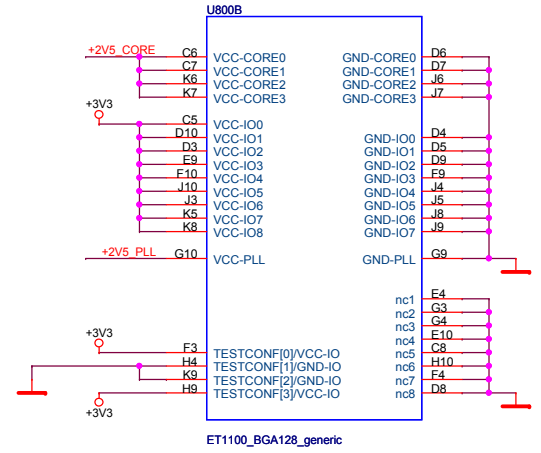 U800B
+2V5_CORE C6 VCC-CORE0 GND-CORE0 D6
C7 VCC-CORE1 GND-CORE1 D7
K6 VCC-CORE2 GND-CORE2 J6
K7 VCC-CORE3 GND-CORE3 J7
+3V3
C5 VCC-IO0
D10 VCC-IO1 GND-IO0 D4
D3 VCC-IO2 GND-IO1 D5
E9 VCC-IO3 GND-IO2 D9
F10 VCC-IO4 GND-IO3 F9
J10 VCC-IO5 GND-IO4 J4
J3 VCC-IO6 GND-IO5 J5
K5 VCC-IO7 GND-IO6 J8
K8 VCC-IO8 GND-IO7 J9
+2V5_PLL G10 VCC-PLL GND-PLL G9
nc1 E4
nc2 G3
nc3 G4
+3V3
nc4 E10
F3 TESTCONF[0]/VCC-IO nc5 C8
H4 TESTCONF[1]/GND-IO nc6 H10
K9 TESTCONF[2]/GND-IO nc7 F4
H9 TESTCONF[3]/VCC-IO nc8 D8
+3V3
ET1100_BGA128_generic